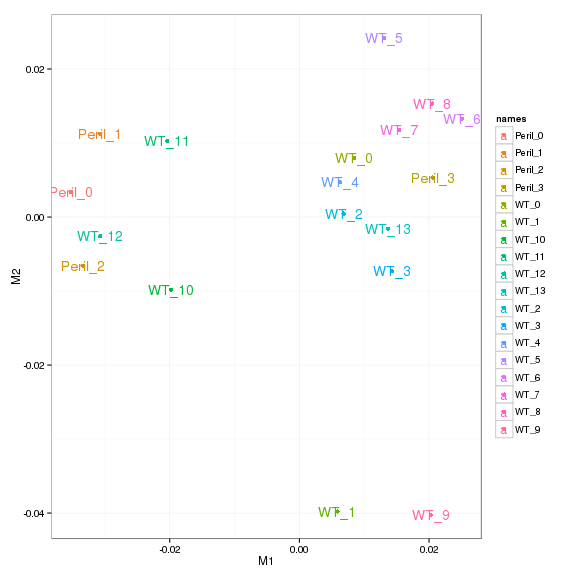 WT_5
0.02
WT_8
WT_6
names
Peril_1
WT_11
WT_7
Peril_0
WT_0
Peril_1
Peril_0
WT_4
Peril_3
Peril_2
Peril_3
0.00
WT_2
WT_0
WT_12
WT_13
WT_1
Peril_2
WT_3
WT_10
WT_10
WT_11
M2
WT_12
WT_13
WT_2
WT_3
-0.02
WT_4
WT_5
WT_6
WT_7
WT_8
WT_9
-0.04
WT_1
WT_9
-0.02
0.00
0.02
M1